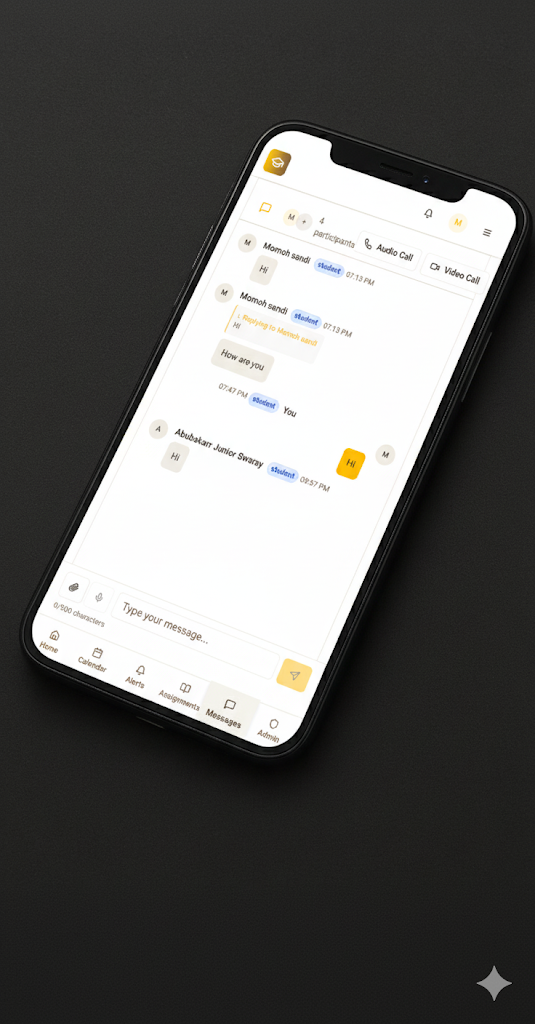 M
M +
4
participants
Audio Call
Video Call
M
Momoh sandi student 07:13 PM
Hi
M
Momoh sandi student 07:13 PM
Replying to Momoh sandi
Hi
How are you
07:47 PM student You
Hi
M
A
Abubakarr Junior Swaray student 09:57 PM
Hi
Type your message...
0/500 characters
Home
Calendar
Alerts
Assignments
Messages
Admin